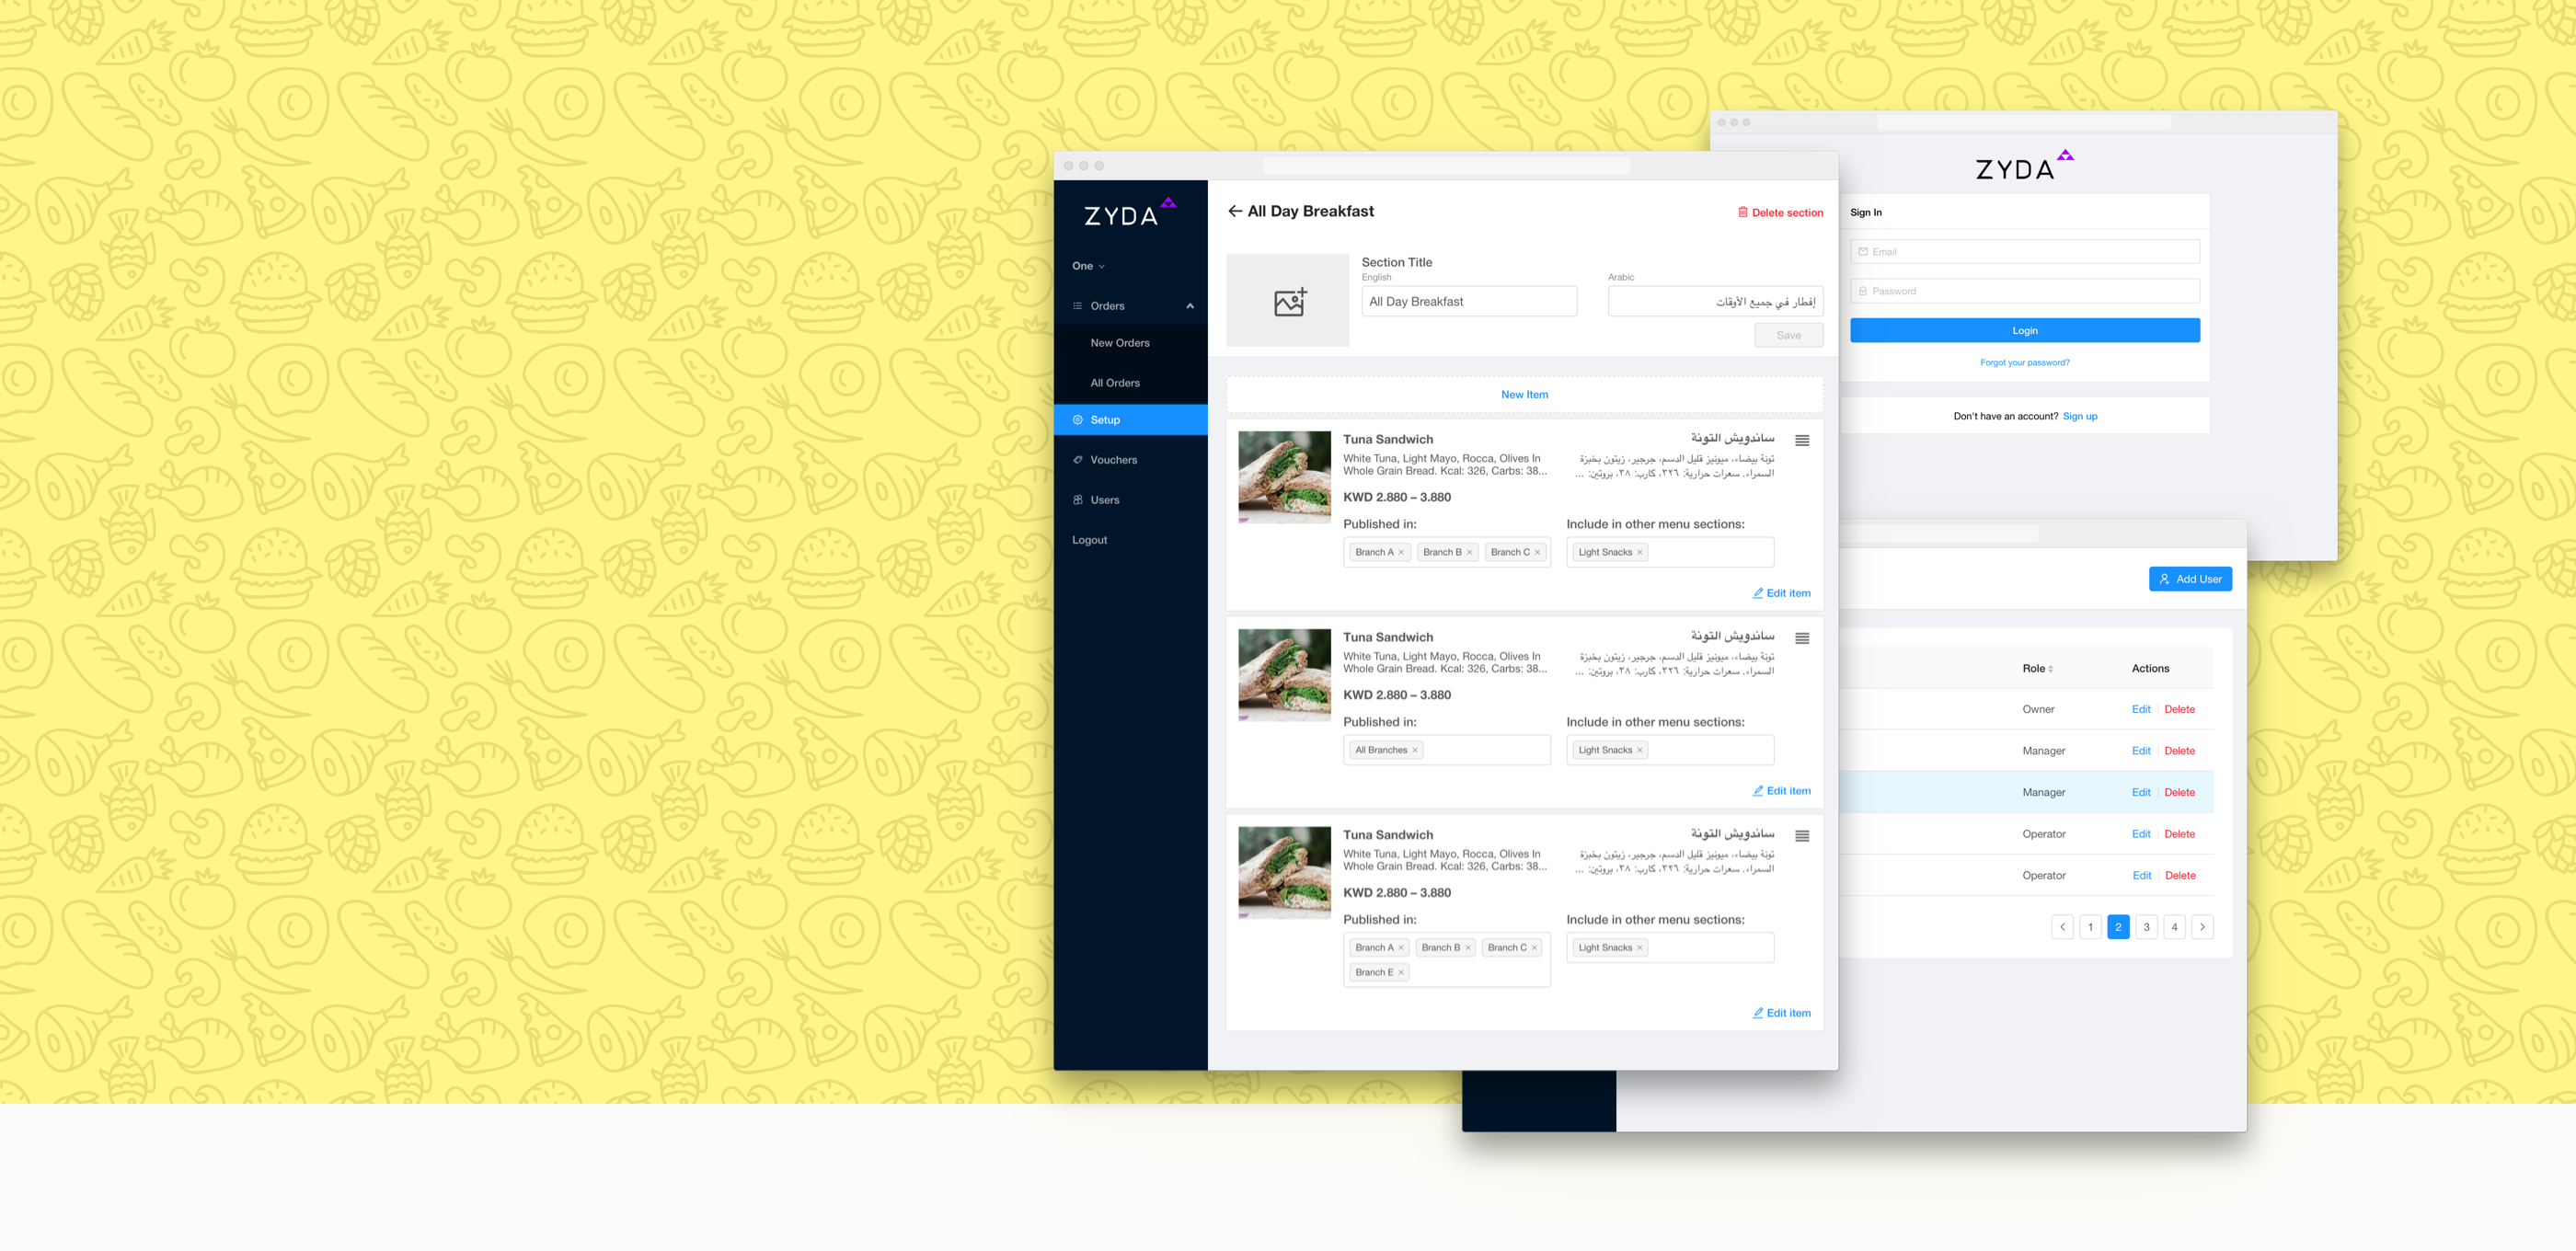 ZYDA
One
Orders
New Orders
All Orders
Setup
Vouchers
Users
Logout
All Day Breakfast
Delete section
Section Title
English
Arabic
All Day Breakfast
إفطار في جميع الأوقات
Save
New Item
Tuna Sandwich
ساندويش التونة
White Tuna, Light Mayo, Rocca, Olives In
Whole Grain Bread. Kcal: 326, Carbs: 38...
تونة بيضاء، ميونيز قليل الدسم، جرجير، زيتون بخبزة
السمراء. سعرات حرارية: ٣٢٦، كارب: ٣٨، بروتين: ...
KWD 2.880 – 3.880
Published in:
Include in other menu sections:
Branch A × Branch B × Branch C ×
Light Snacks ×
Edit item
Tuna Sandwich
ساندويش التونة
White Tuna, Light Mayo, Rocca, Olives In
Whole Grain Bread. Kcal: 326, Carbs: 38...
تونة بيضاء، ميونيز قليل الدسم، جرجير، زيتون بخبزة
السمراء. سعرات حرارية: ٣٢٦، كارب: ٣٨، بروتين: ...
KWD 2.880 – 3.880
Published in:
Include in other menu sections:
All Branches ×
Light Snacks ×
Edit item
Tuna Sandwich
ساندويش التونة
White Tuna, Light Mayo, Rocca, Olives In
Whole Grain Bread. Kcal: 326, Carbs: 38...
تونة بيضاء، ميونيز قليل الدسم، جرجير، زيتون بخبزة
السمراء. سعرات حرارية: ٣٢٦، كارب: ٣٨، بروتين: ...
KWD 2.880 – 3.880
Published in:
Include in other menu sections:
Branch A × Branch B × Branch C ×
Branch E ×
Light Snacks ×
Edit item
ZYDA
Sign In
Email
Password
Login
Forgot your password?
Don't have an account? Sign up
Add User
Role Actions
Owner Edit Delete
Manager Edit Delete
Manager Edit Delete
Operator Edit Delete
Operator Edit Delete
1 2 3 4